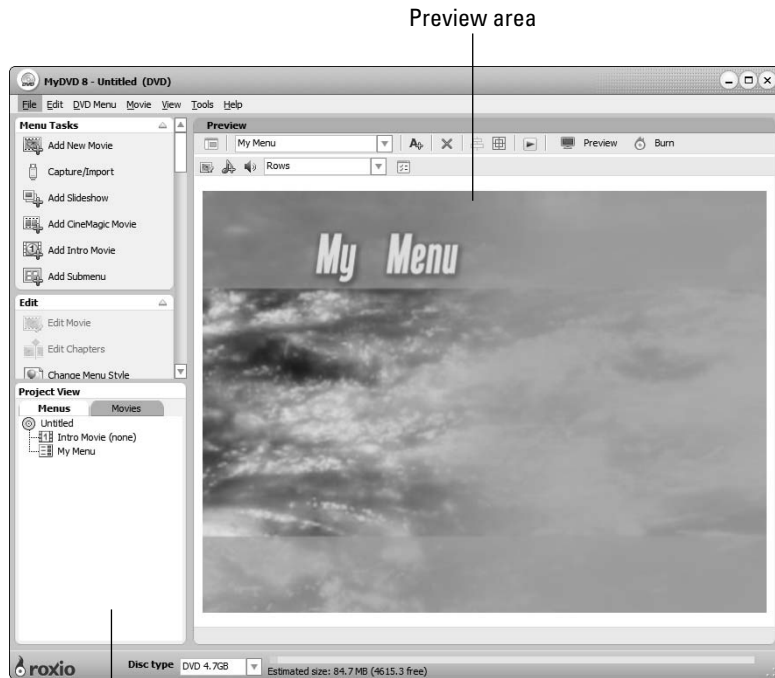 Preview area
MyDVD 8 - Untitled (DVD)
File Edit DVD Menu Movie View Tools Help
Menu Tasks
Add New Movie
Capture/Import
Add Slideshow
Add CineMagic Movie
Add Intro Movie
Add Submenu
Edit
Edit Movie
Edit Chapters
Change Menu Style
Project View
Menus Movies
Untitled
Intro Movie (none)
My Menu
Preview
My Menu Preview Burn
Rows
My Menu
roxio Disc type DVD 4.7GB Estimated size: 84.7 MB (4615.3 free)